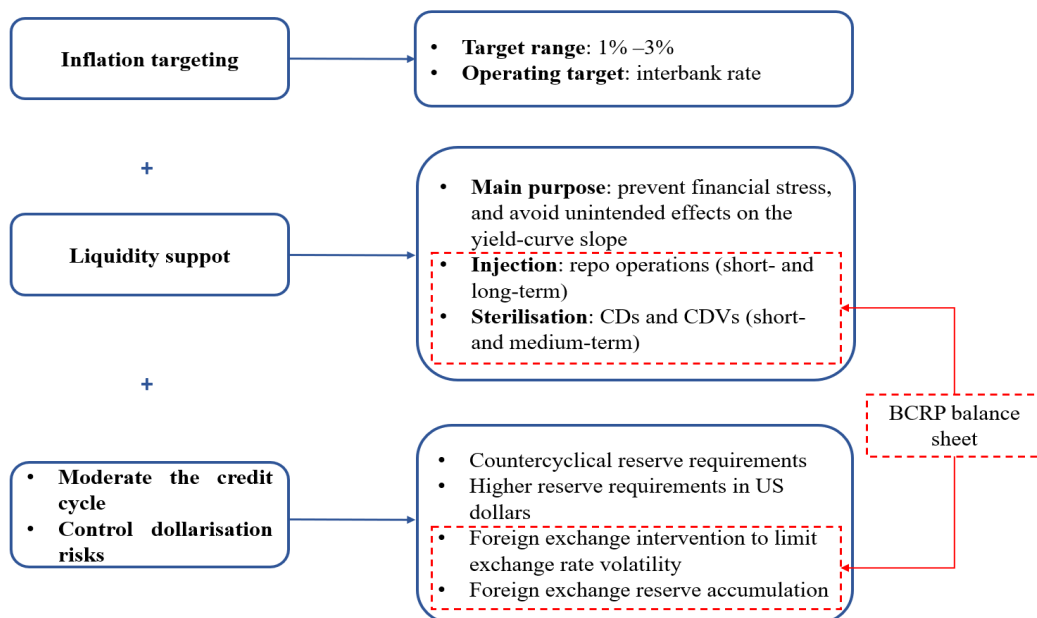 Inflation targeting
• Target range: 1% –3%
• Operating target: interbank rate
+
Liquidity suppot
• Main purpose: prevent financial stress,
and avoid unintended effects on the
yield-curve slope
• Injection: repo operations (short- and
long-term)
• Sterilisation: CDs and CDVs (short-
and medium-term)
+
BCRP balance
sheet
• Moderate the credit
cycle
• Control dollarisation
risks
• Countercyclical reserve requirements
• Higher reserve requirements in US
dollars
• Foreign exchange intervention to limit
exchange rate volatility
• Foreign exchange reserve accumulation